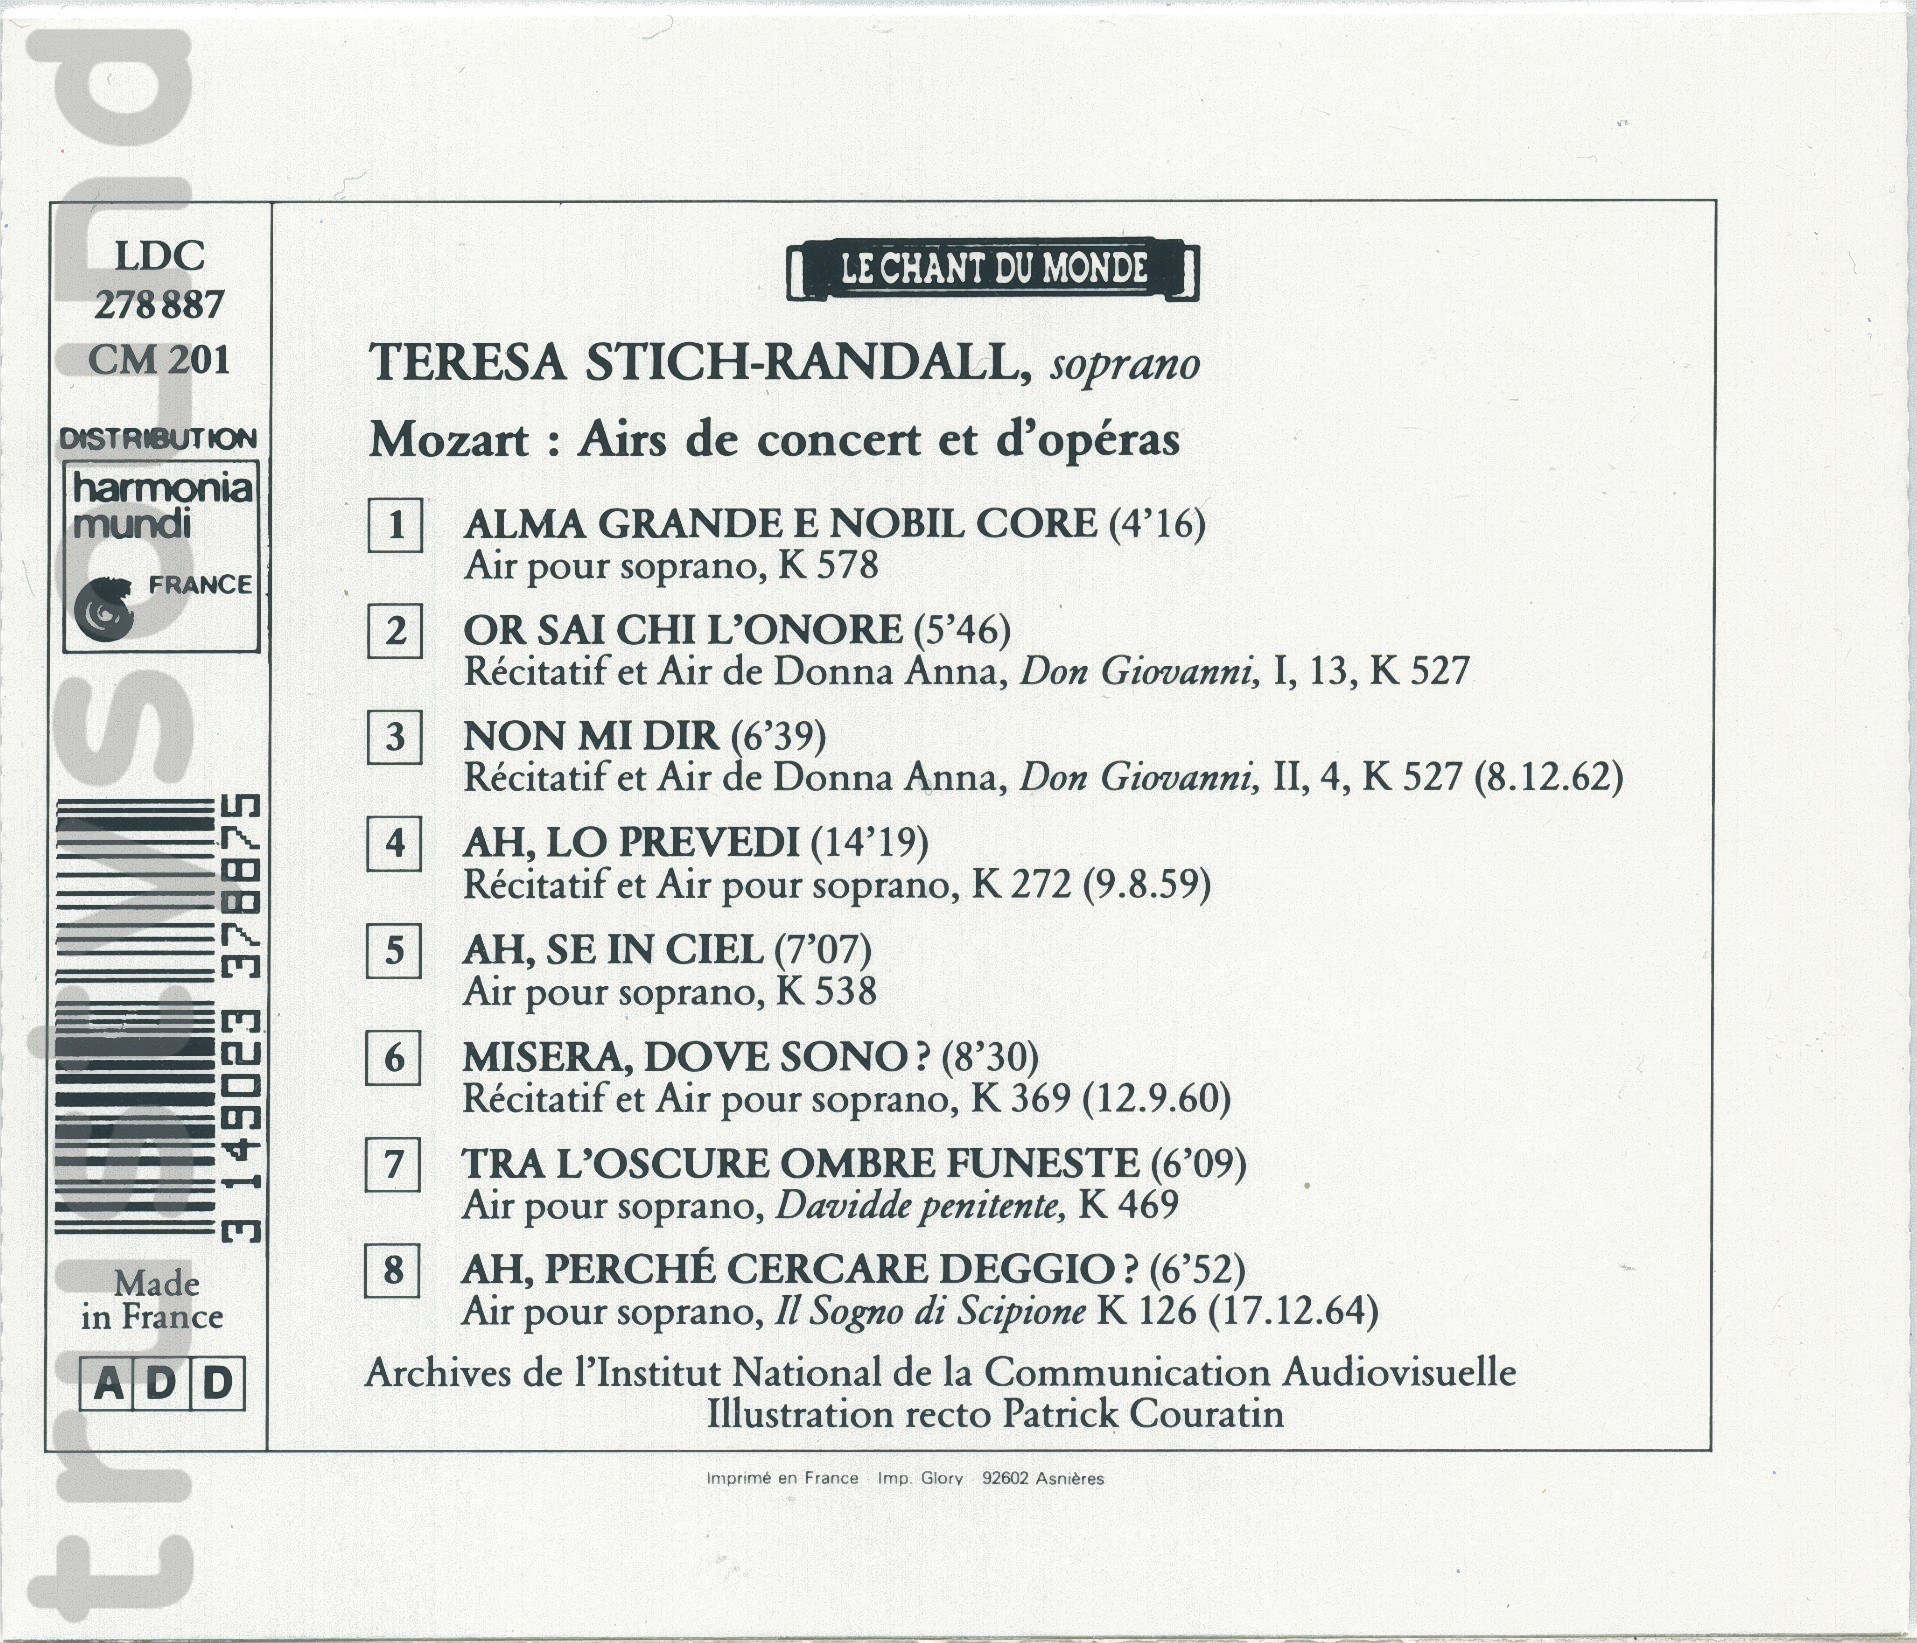 LDC
278 887
CM 201
DISTRIBUTION
harmonia
mundi
FRANCE
3 149023 788875
Made
in France
A D D
LE CHANT DU MONDE
TERESA STICH-RANDALL, soprano
Mozart : Airs de concert et d'opéras
1 ALMA GRANDE E NOBIL CORE (4'16)
Air pour soprano, K 578
2 OR SAI CHI L'ONORE (5'46)
Récitatif et Air de Donna Anna, Don Giovanni, I, 13, K 527
3 NON MI DIR (6'39)
Récitatif et Air de Donna Anna, Don Giovanni, II, 4, K 527 (8.12.62)
4 AH, LO PREVEDI (14'19)
Récitatif et Air pour soprano, K 272 (9.8.59)
5 AH, SE IN CIEL (7'07)
Air pour soprano, K 538
6 MISERA, DOVE SONO ? (8'30)
Récitatif et Air pour soprano, K 369 (12.9.60)
7 TRA L'OSCURE OMBRE FUNESTE (6'09)
Air pour soprano, Davidde penitente, K 469
8 AH, PERCHÉ CERCARE DEGGIO ? (6'52)
Air pour soprano, Il Sogno di Scipione K 126 (17.12.64)
Archives de l'Institut National de la Communication Audiovisuelle
Illustration recto Patrick Couratin
Imprimé en France Imp. Glory 92602 Asnières
trusiVsound